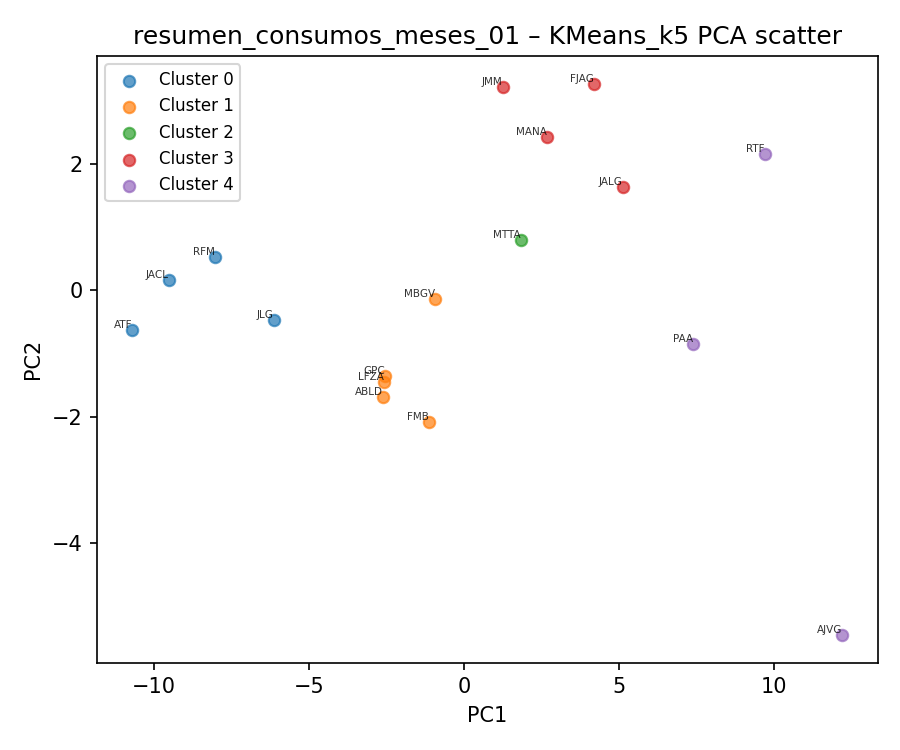 resumen_consumos_meses_01 – KMeans_k5 PCA scatter
Cluster 0
Cluster 1
Cluster 2
Cluster 3
Cluster 4
JMM
FJAG
MANA
RTF
JALG
MTTA
RFM
JACL
MBGV
ATF
JLG
PAA
GPC
LFZA
ABLD
FMB
AJVG
2
0
−2
−4
PC2
−10
−5
0
5
10
PC1